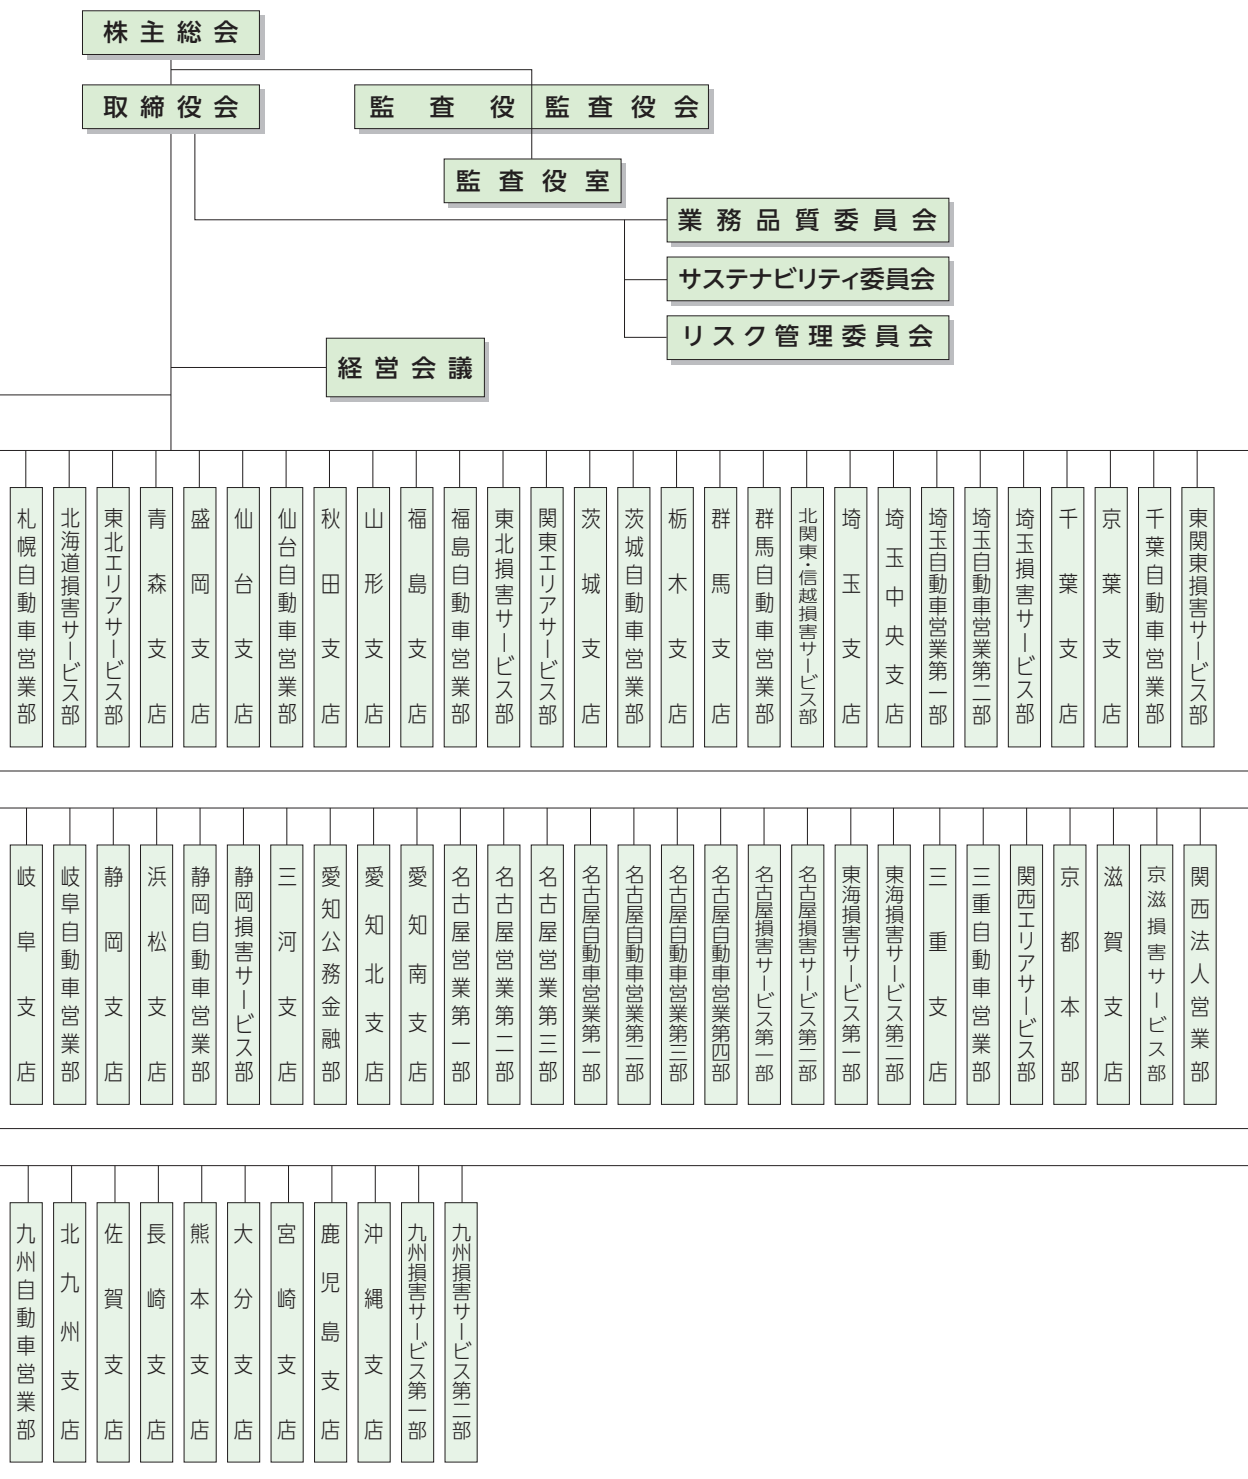 株主総会
取締役会
監査役
監査役会
監査役室
業務品質委員会
サステナビリティ委員会
リスク管理委員会
経営会議
札幌自動車営業部
北海道損害サービス部
東北エリアサービス部
青森支店
盛岡支店
仙台支店
仙台自動車営業部
秋田支店
山形支店
福島支店
福島自動車営業部
東北損害サービス部
関東エリアサービス部
茨城支店
茨城自動車営業部
栃木支店
群馬支店
群馬自動車営業部
北関東・信越損害サービス部
埼玉支店
埼玉中央支店
埼玉自動車営業第一部
埼玉自動車営業第二部
埼玉損害サービス部
千葉支店
京葉支店
千葉自動車営業部
東関東損害サービス部
岐阜支店
岐阜自動車営業部
静岡支店
浜松支店
静岡自動車営業部
静岡損害サービス部
三河支店
愛知公務金融部
愛知北支店
愛知南支店
名古屋営業第一部
名古屋営業第二部
名古屋営業第三部
名古屋自動車営業第一部
名古屋自動車営業第二部
名古屋自動車営業第三部
名古屋自動車営業第四部
名古屋損害サービス第一部
名古屋損害サービス第二部
東海損害サービス第一部
東海損害サービス第二部
三重支店
三重自動車営業部
関西エリアサービス部
京都本部
滋賀支店
京滋損害サービス部
関西法人営業部
九州自動車営業部
北九州支店
佐賀支店
長崎支店
熊本支店
大分支店
宮崎支店
鹿児島支店
沖縄支店
九州損害サービス第一部
九州損害サービス第二部